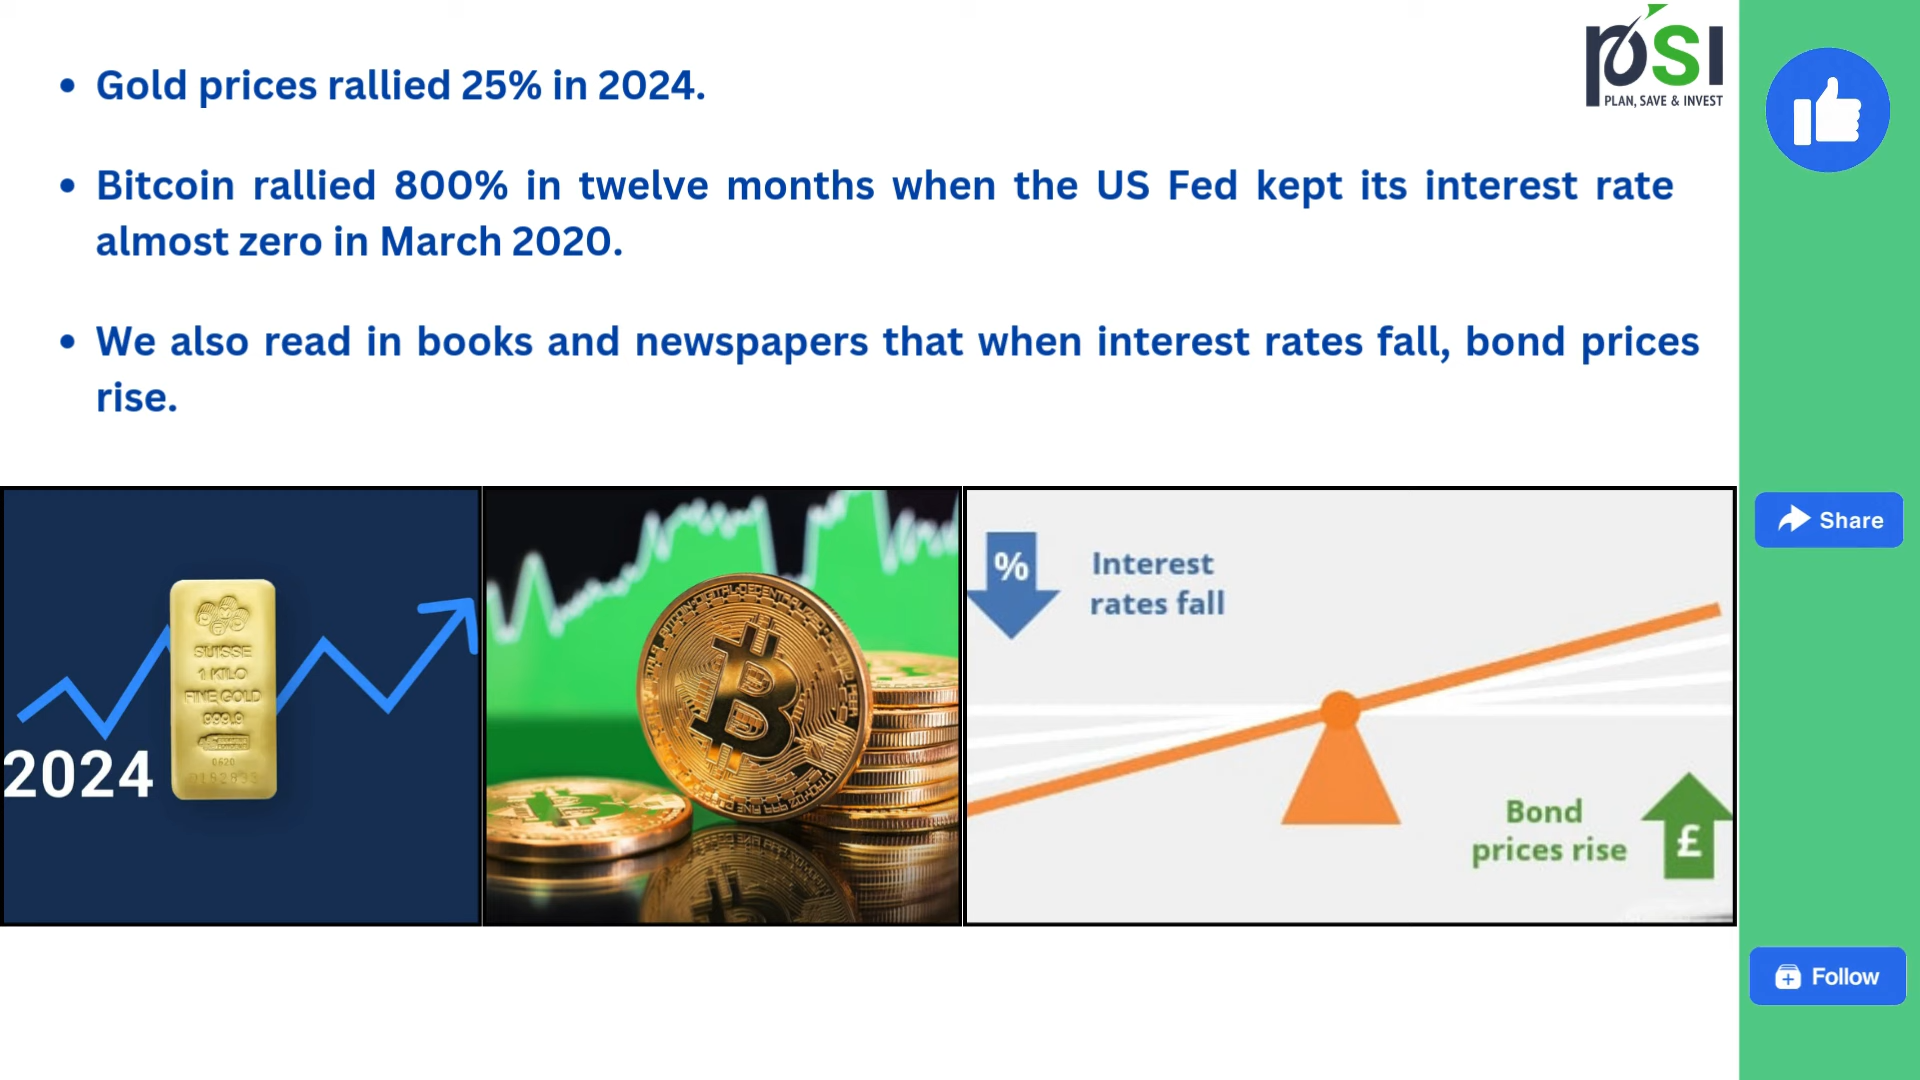 PSI
PLAN, SAVE & INVEST
• Gold prices rallied 25% in 2024.
• Bitcoin rallied 800% in twelve months when the US Fed kept its interest rate
almost zero in March 2020.
• We also read in books and newspapers that when interest rates fall, bond prices
rise.
SUISSE
1 KILO
FINE GOLD
999.9
2024
%
Interest
rates fall
Bond
prices rise
£
Share
Follow